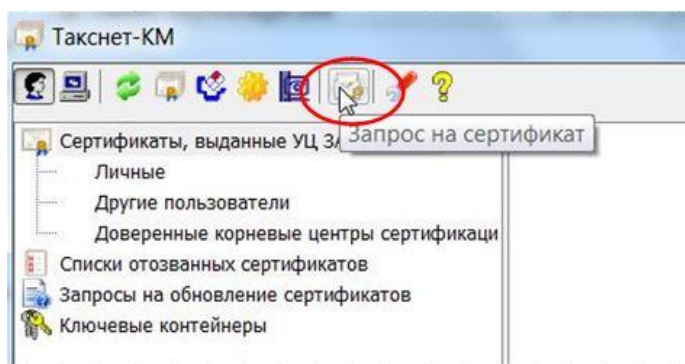 Такснет-КМ
Запрос на сертификат
Сертификаты, выданные УЦ ЗА
Личные
Другие пользователи
Доверенные корневые центры сертификаци
Списки отозванных сертификатов
Запросы на обновление сертификатов
Ключевые контейнеры